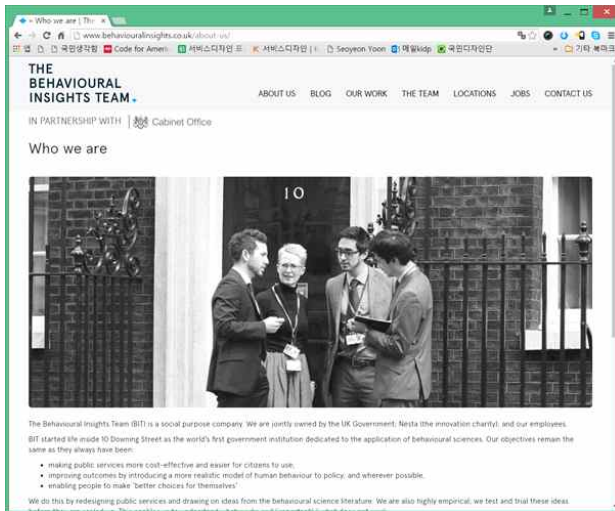 « Who we are | The
www.behaviouralinsights.co.uk/about-us/
앱
국민생각함
Code for Americ
서비스디자인
서비스디자인
Seoyeon Yoon
메일kidp
국민디자인단
»
기타 북마크
THE
BEHAVIOURAL
INSIGHTS TEAM
ABOUT US BLOG OUR WORK THE TEAM LOCATIONS JOBS CONTACT US
IN PARTNERSHIP WITH | Cabinet Office
Who we are
10
The Behavioural Insights Team (BIT) is a social purpose company. We are jointly owned by the UK Government; Nesta (the innovation charity); and our employees.
BIT started life inside 10 Downing Street as the world's first government institution dedicated to the application of behavioural sciences. Our objectives remain the
same as they always have been:
• making public services more cost-effective and easier for citizens to use;
• improving outcomes by introducing a more realistic model of human behaviour to policy; and wherever possible,
• enabling people to make 'better choices for themselves'
We do this by redesigning public services and drawing on ideas from the behavioural science literature. We are also highly empirical; we test and trial these ideas